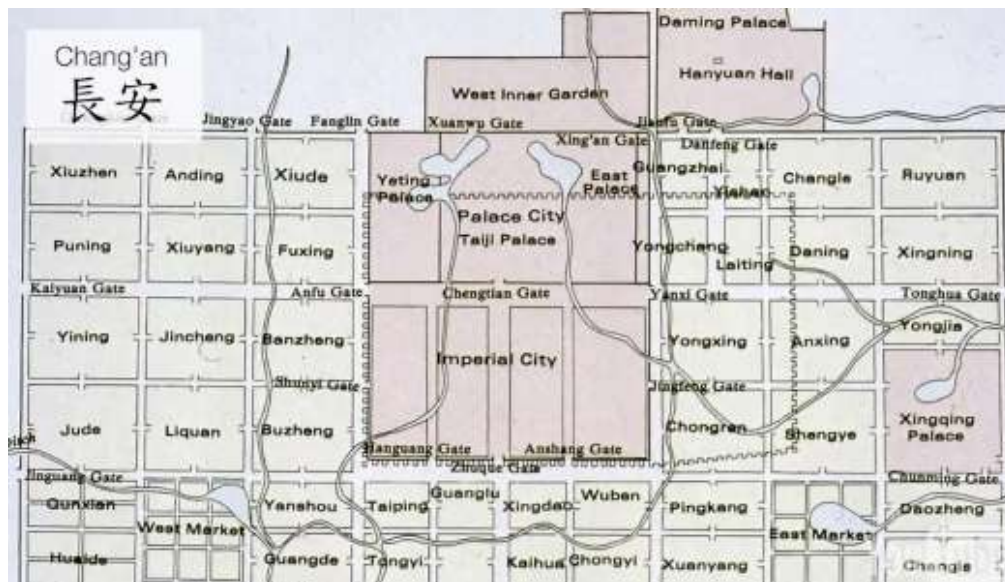 Chang'an
長安
Daming Palace
Hanyuan Hall
West Inner Garden
Jingyao Gate
Fanglin Gate
Xuanwu Gate
Jianfu Gate
Xing'an Gate
Danfeng Gate
Xiuzhen
Anding
Xiude
Yeting
Palace
East
Palace
Guangzhai
Yishan
Changle
Ruyuan
Palace City
Taiji Palace
Puning
Xiuyang
Fuxing
Yongchang
Laiting
Daning
Xingning
Kaiyuan Gate
Anfu Gate
Chengtian Gate
Yanxi Gate
Tonghua Gate
Yining
Jincheng
Banzheng
Imperial City
Yongxing
Anxing
Yongjia
Shunyi Gate
Jingfeng Gate
Jude
Liquan
Buzheng
Chongren
Shengye
Xingqing
Palace
Hanguang Gate
Anshang Gate
Zhuque Gate
Jinguang Gate
Chunming Gate
Qunxian
West Market
Yanshou
Taiping
Guanglu
Xingdao
Wuben
Pingkang
East Market
Daozheng
Huaide
Guangde
Tongyi
Kaihua
Chongyi
Xuanyang
Changle